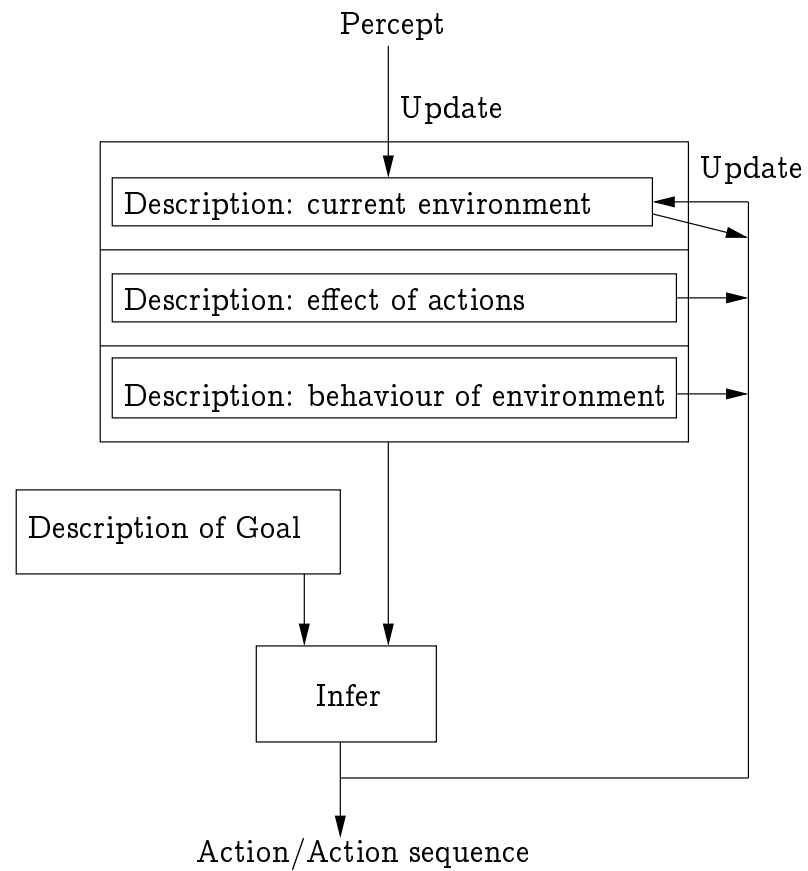 Percept
Update
Update
Description: current environment
Description: effect of actions
Description: behaviour of environment
Description of Goal
Infer
Action/Action sequence